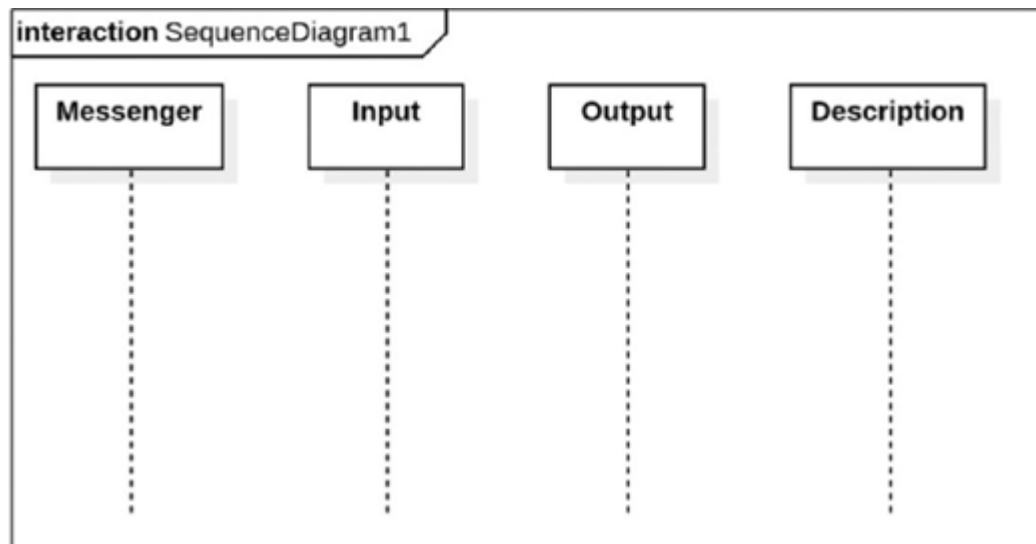 interaction SequenceDiagram1
Messenger
Input
Output
Description